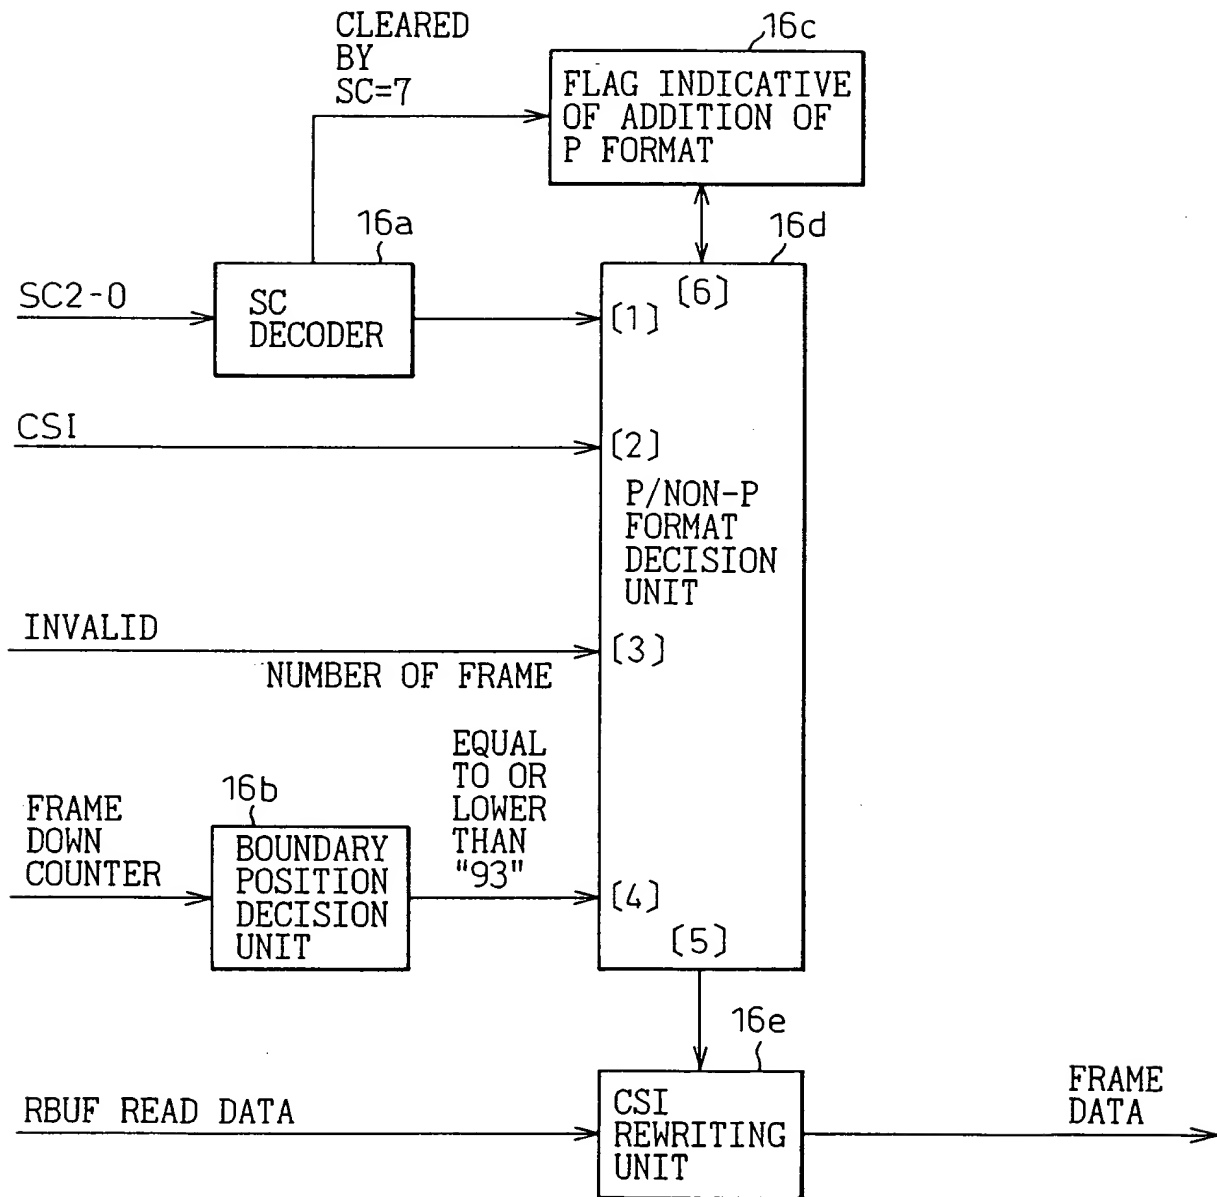 CLEARED
BY
SC=7
16c
FLAG INDICATIVE
OF ADDITION OF
P FORMAT
16a
16d
SC2-0
SC
DECODER
[6]
[1]
CSI
[2]
P/NON-P
FORMAT
DECISION
UNIT
INVALID
[3]
NUMBER OF FRAME
EQUAL
TO OR
LOWER
THAN
"93"
16b
FRAME
DOWN
COUNTER
BOUNDARY
POSITION
DECISION
UNIT
[4]
[5]
16e
RBUF READ DATA
CSI
REWRITING
UNIT
FRAME
DATA